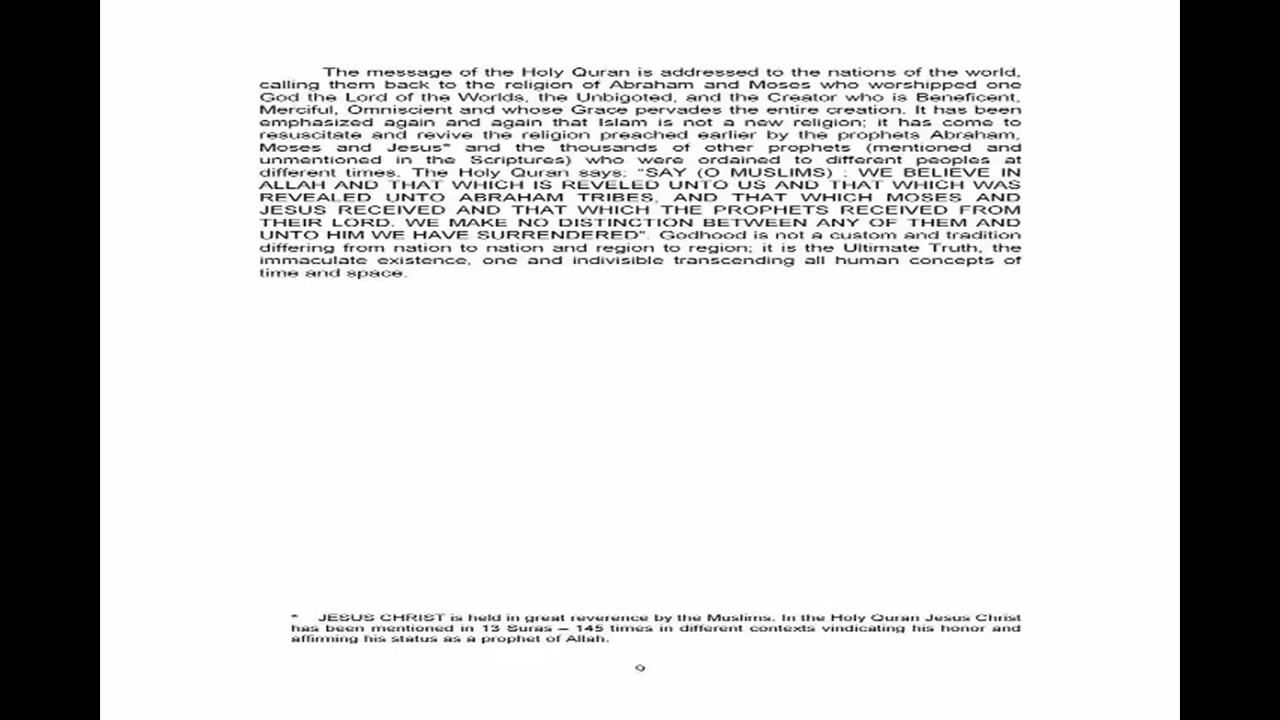 The message of the Holy Quran is addressed to the nations of the world,
calling them back to the religion of Abraham and Moses who worshipped one
God the Lord of the Worlds, the Unbigoted, and the Creator who is Beneficent,
Merciful, Omniscient and whose Grace pervades the entire creation. It has been
emphasized again and again that Islam is not a new religion; it has come to
resuscitate and revive the religion preached earlier by the prophets Abraham,
Moses and Jesus* and the thousands of other prophets (mentioned and
unmentioned in the Scriptures) who were ordained to different peoples at
different times. The Holy Quran says: "SAY (O MUSLIMS) : WE BELIEVE IN
ALLAH AND THAT WHICH IS REVELED UNTO US AND THAT WHICH WAS
REVEALED UNTO ABRAHAM TRIBES, AND THAT WHICH MOSES AND
JESUS RECEIVED AND THAT WHICH THE PROPHETS RECEIVED FROM
THEIR LORD. WE MAKE NO DISTINCTION BETWEEN ANY OF THEM AND
UNTO HIM WE HAVE SURRENDERED". Godhood is not a custom and tradition
differing from nation to nation and region to region; it is the Ultimate Truth, the
immaculate existence, one and indivisible transcending all human concepts of
time and space.
* JESUS CHRIST is held in great reverence by the Muslims. In the Holy Quran Jesus Christ
has been mentioned in 13 Suras – 145 times in different contexts vindicating his honor and
affirming his status as a prophet of Allah.
9